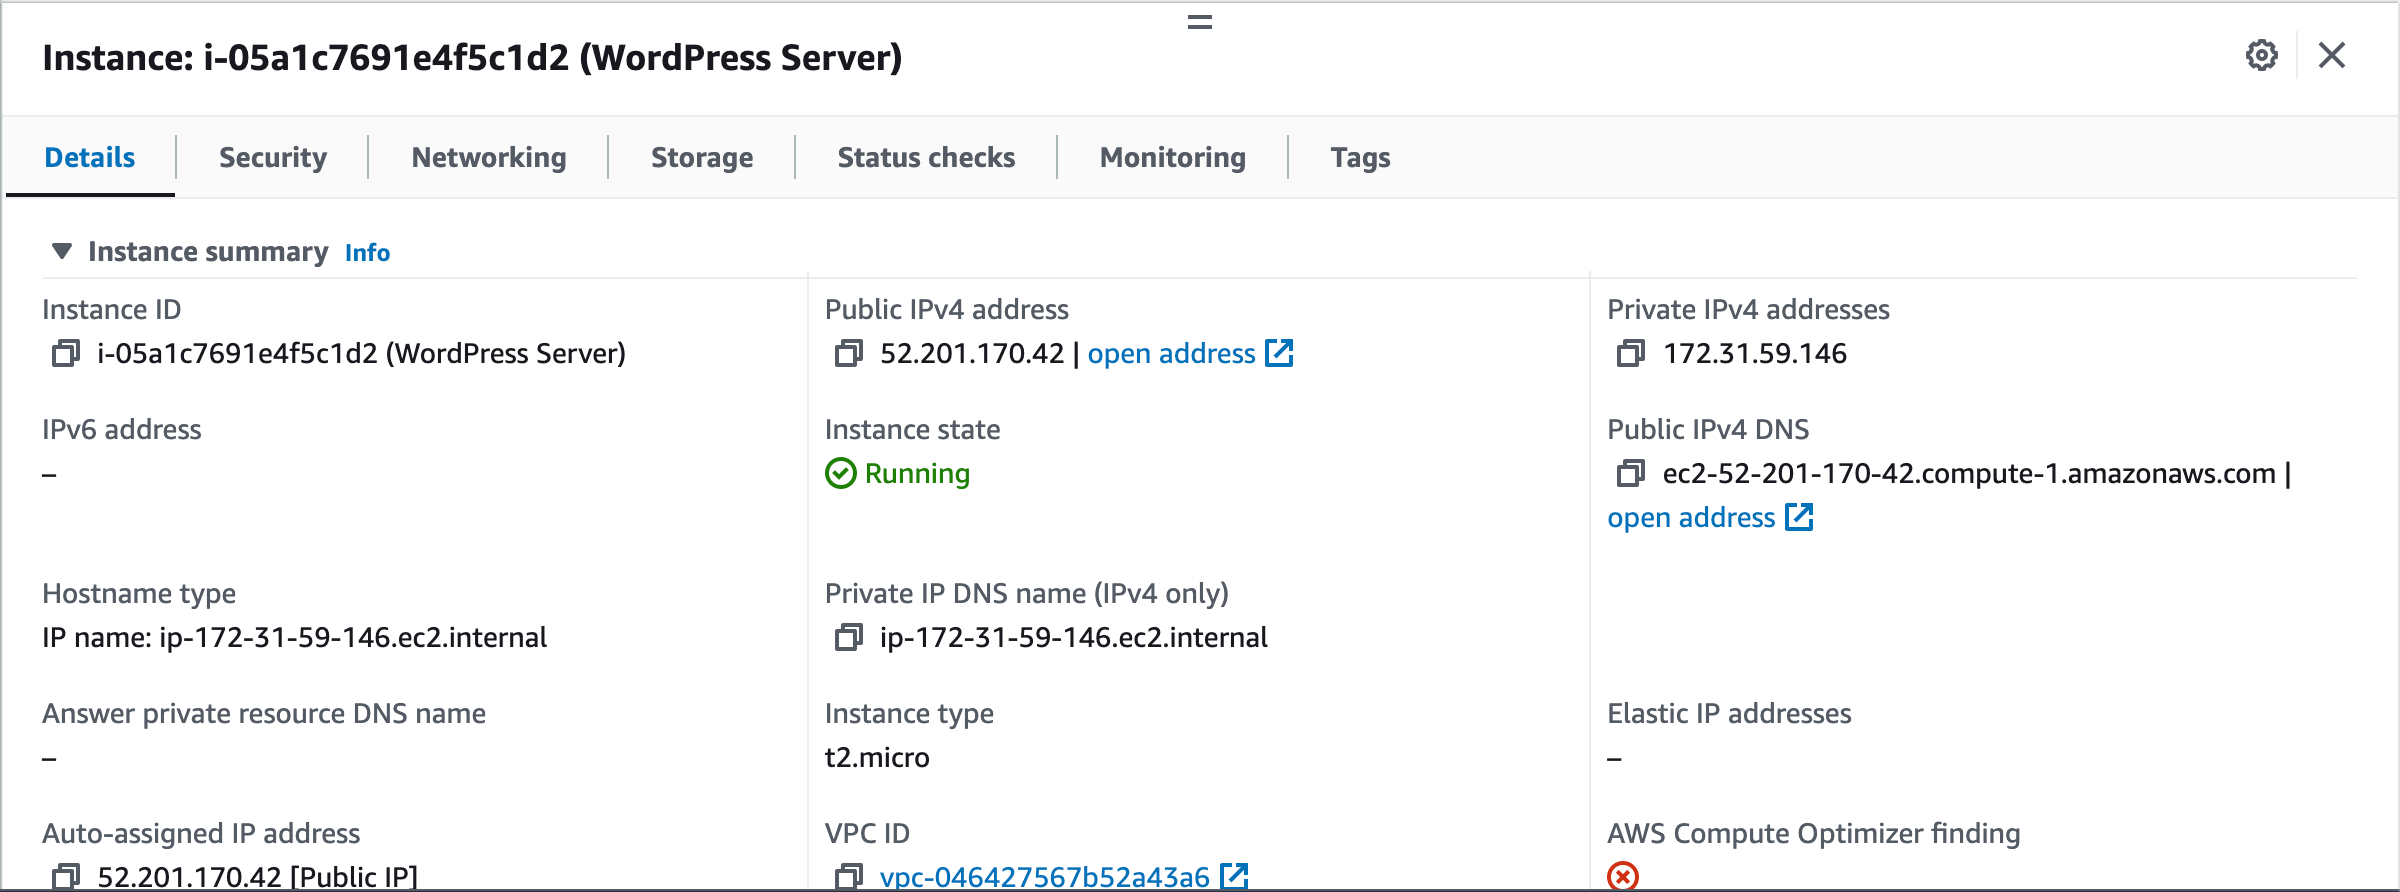 Instance: i-05a1c7691e4f5c1d2 (WordPress Server)
Details
Security
Networking
Storage
Status checks
Monitoring
Tags
Instance summary Info
Instance ID
i-05a1c7691e4f5c1d2 (WordPress Server)
Public IPv4 address
52.201.170.42 | open address
Private IPv4 addresses
172.31.59.146
IPv6 address
–
Instance state
Running
Public IPv4 DNS
ec2-52-201-170-42.compute-1.amazonaws.com |
open address
Hostname type
IP name: ip-172-31-59-146.ec2.internal
Private IP DNS name (IPv4 only)
ip-172-31-59-146.ec2.internal
Answer private resource DNS name
–
Instance type
t2.micro
Elastic IP addresses
–
Auto-assigned IP address
52.201.170.42 [Public IP]
VPC ID
vpc-046427567b52a43a6
AWS Compute Optimizer finding